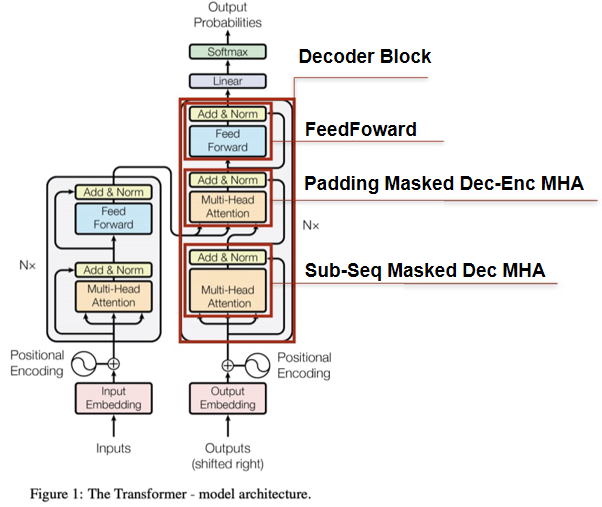 Output
Probabilities
Softmax
Linear
Decoder Block
Add & Norm
Feed
Forward
FeedFoward
Add & Norm
Multi-Head
Attention
Padding Masked Dec-Enc MHA
Add & Norm
Feed
Forward
Nx
Nx
Add & Norm
Multi-Head
Attention
Add & Norm
Multi-Head
Attention
Sub-Seq Masked Dec MHA
Positional
Encoding
Positional
Encoding
Input
Embedding
Output
Embedding
Inputs
Outputs
(shifted right)
Figure 1: The Transformer - model architecture.